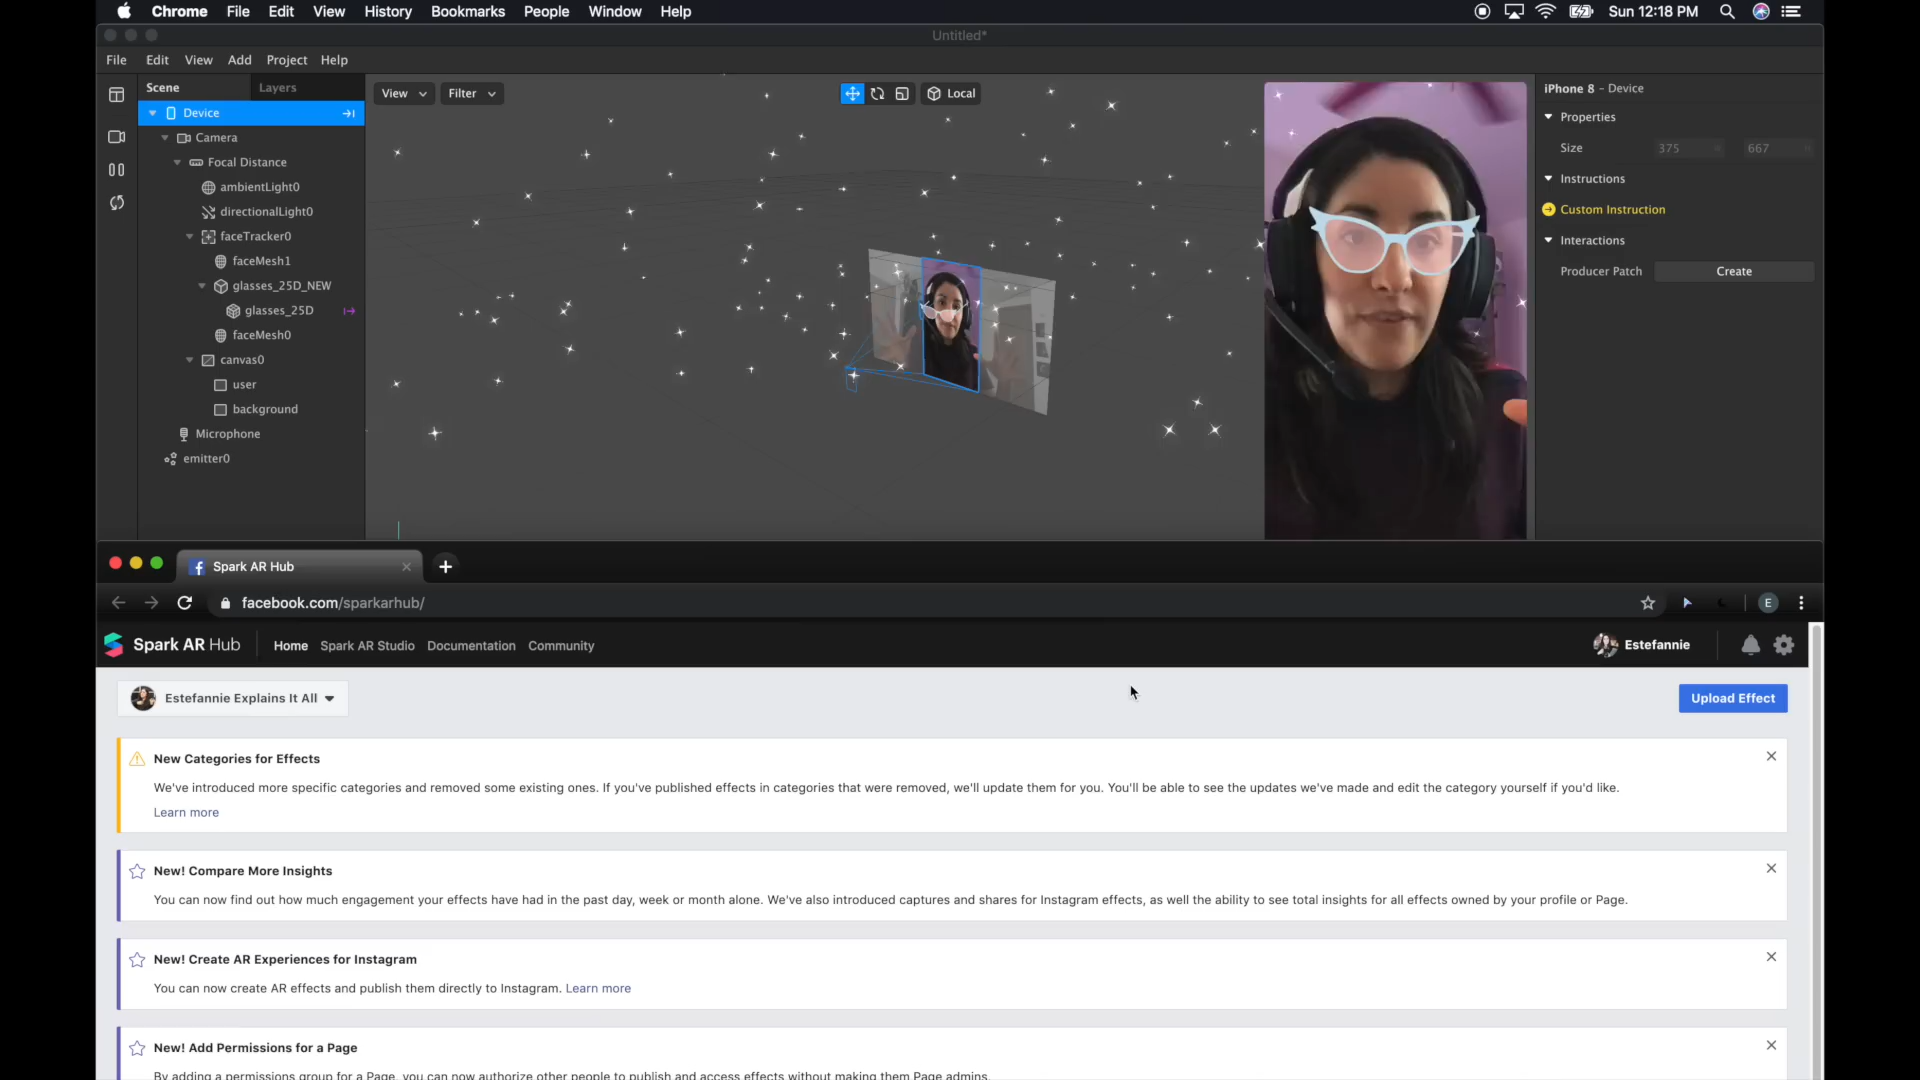 Chrome File Edit View History Bookmarks People Window Help Sun 12:18 PM
Untitled*
File Edit View Add Project Help
Scene Layers
View Filter Local
iPhone 8 - Device
Device
Properties
Camera
Size 375 667
Focal Distance
Instructions
ambientLight0
Custom Instruction
directionalLight0
Interactions
faceTracker0
Producer Patch Create
faceMesh1
glasses_25D_NEW
glasses_25D
faceMesh0
canvas0
user
background
Microphone
emitter0
Spark AR Hub
facebook.com/sparkarhub/
E
Spark AR Hub Home Spark AR Studio Documentation Community Estefannie
Estefannie Explains It All Upload Effect
New Categories for Effects
We've introduced more specific categories and removed some existing ones. If you've published effects in categories that were removed, we'll update them for you. You'll be able to see the updates we've made and edit the category yourself if you'd like.
Learn more
New! Compare More Insights
You can now find out how much engagement your effects have had in the past day, week or month alone. We've also introduced captures and shares for Instagram effects, as well the ability to see total insights for all effects owned by your profile or Page.
New! Create AR Experiences for Instagram
You can now create AR effects and publish them directly to Instagram. Learn more
New! Add Permissions for a Page
By adding a permissions group for a Page, you can now authorize other people to publish and access effects without making them Page admins.